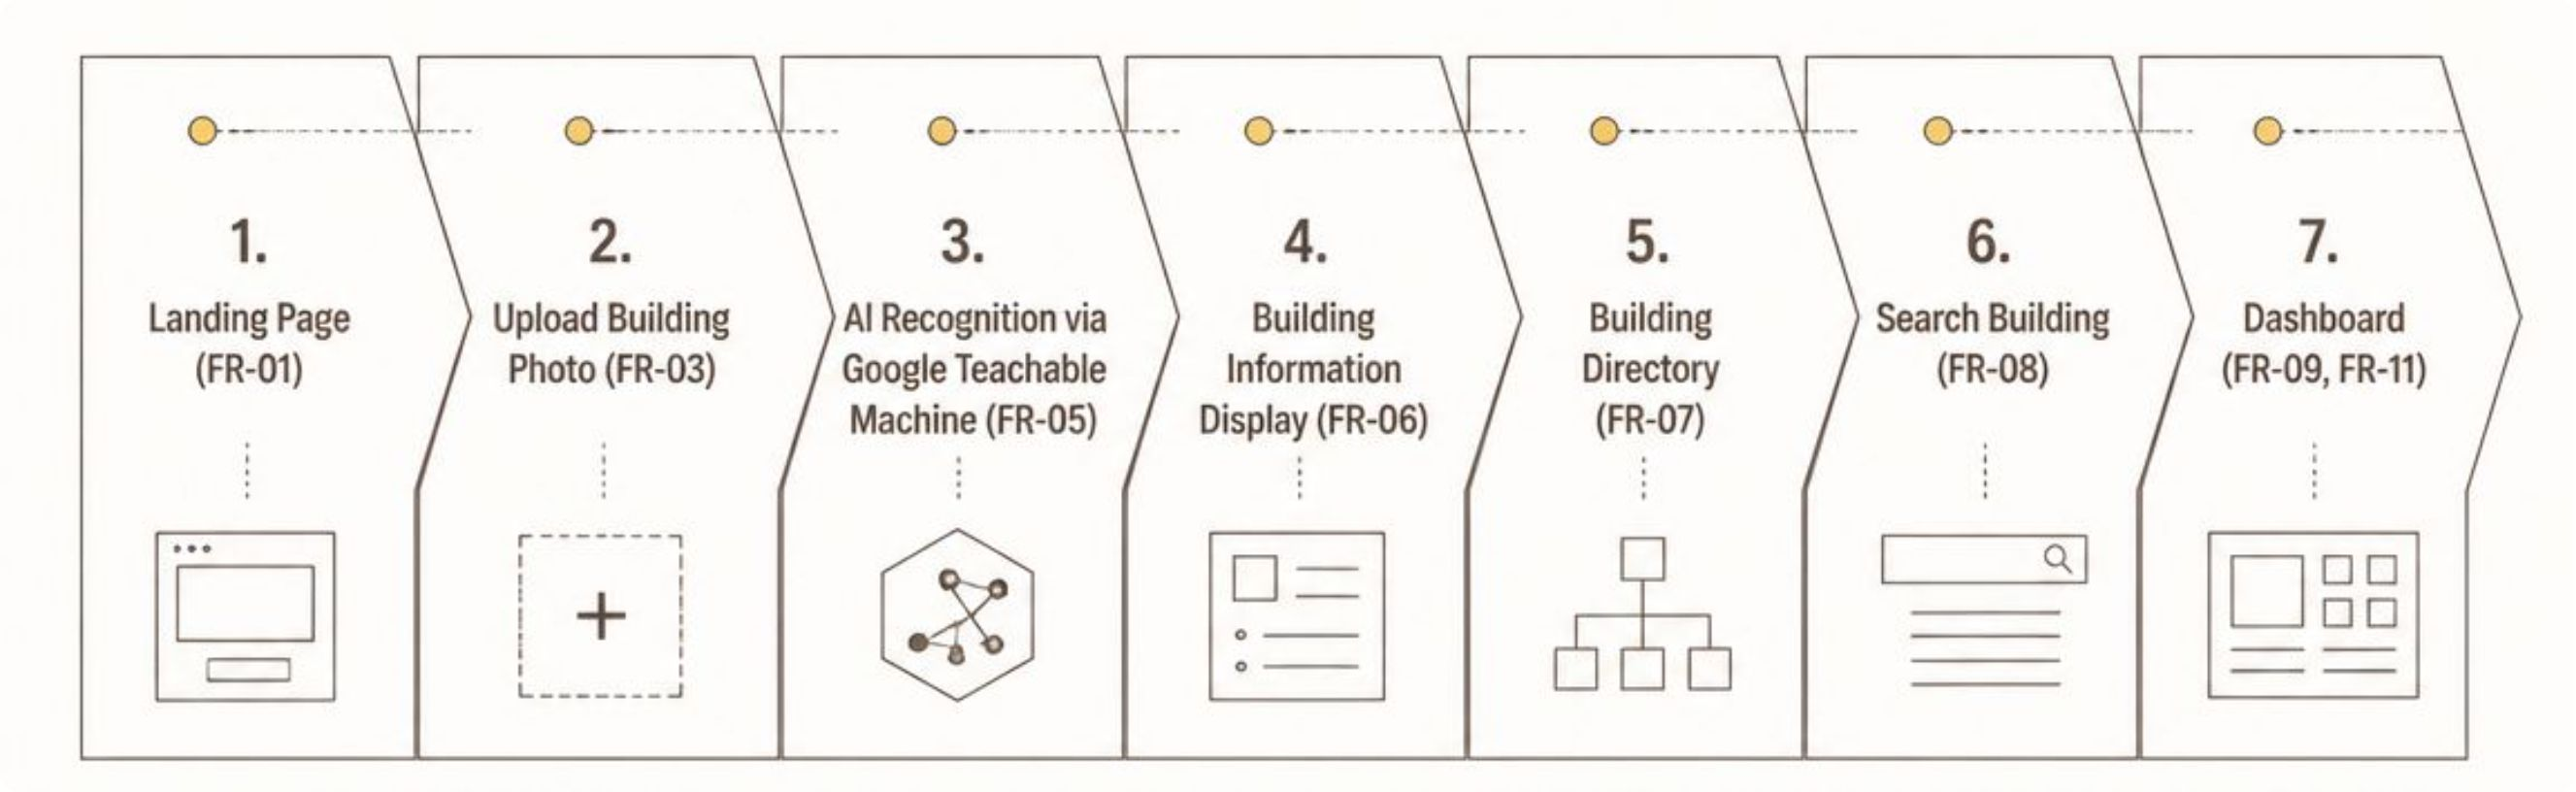 1.
Landing Page
(FR-01)
2.
Upload Building
Photo (FR-03)
3.
AI Recognition via
Google Teachable
Machine (FR-05)
4.
Building
Information
Display (FR-06)
5.
Building
Directory
(FR-07)
6.
Search Building
(FR-08)
7.
Dashboard
(FR-09, FR-11)